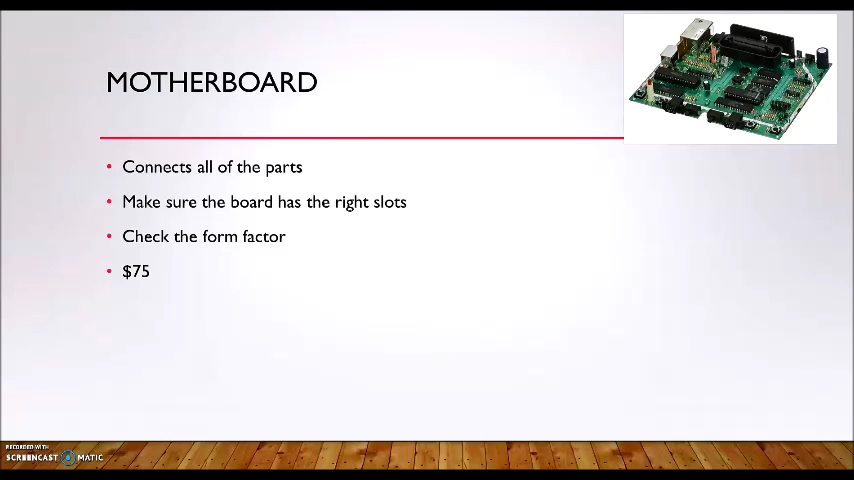 MOTHERBOARD
• Connects all of the parts
• Make sure the board has the right slots
• Check the form factor
• $75
RECORDED WITH
SCREENCAST MATIC